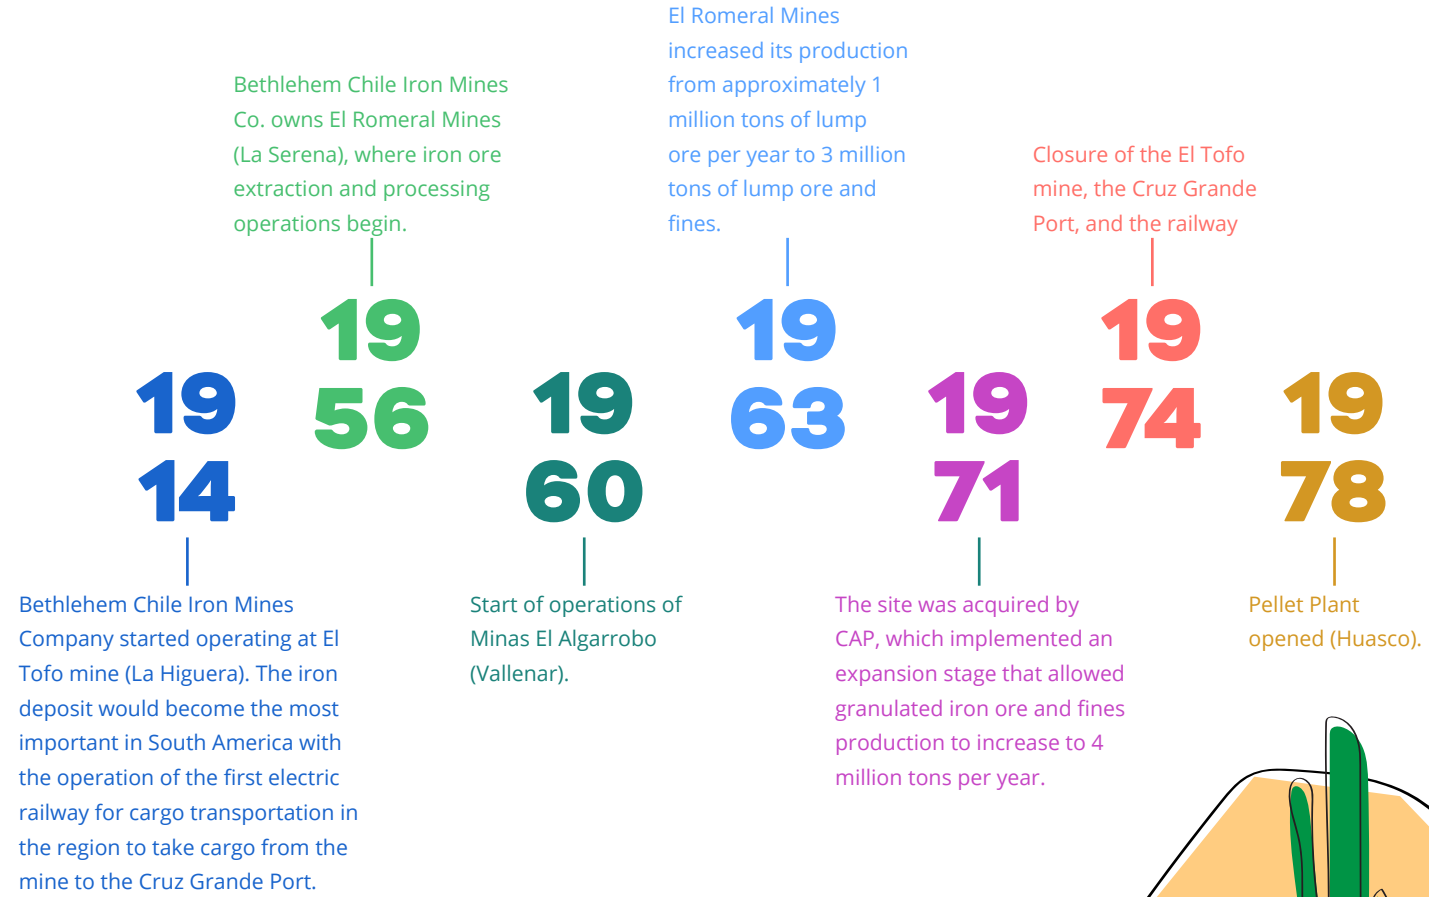 19
14
Bethlehem Chile Iron Mines
Company started operating at El
Tofo mine (La Higuera). The iron
deposit would become the most
important in South America with
the operation of the first electric
railway for cargo transportation in
the region to take cargo from the
mine to the Cruz Grande Port.
Bethlehem Chile Iron Mines
Co. owns El Romeral Mines
(La Serena), where iron ore
extraction and processing
operations begin.
19
56
19
60
Start of operations of
Minas El Algarrobo
(Vallenar).
El Romeral Mines
increased its production
from approximately 1
million tons of lump
ore per year to 3 million
tons of lump ore and
fines.
19
63
19
71
The site was acquired by
CAP, which implemented an
expansion stage that allowed
granulated iron ore and fines
production to increase to 4
million tons per year.
Closure of the El Tofo
mine, the Cruz Grande
Port, and the railway
19
74
19
78
Pellet Plant
opened (Huasco).